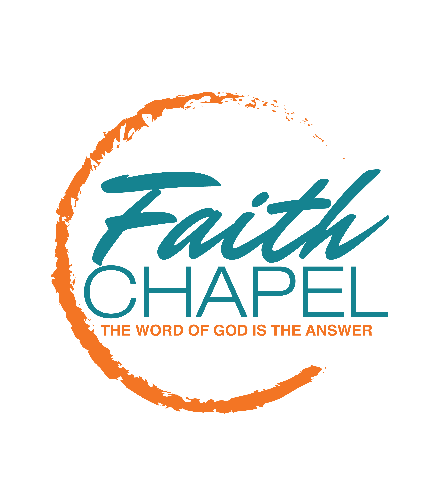 Faith
CHAPEL
THE WORD OF GOD IS THE ANSWER